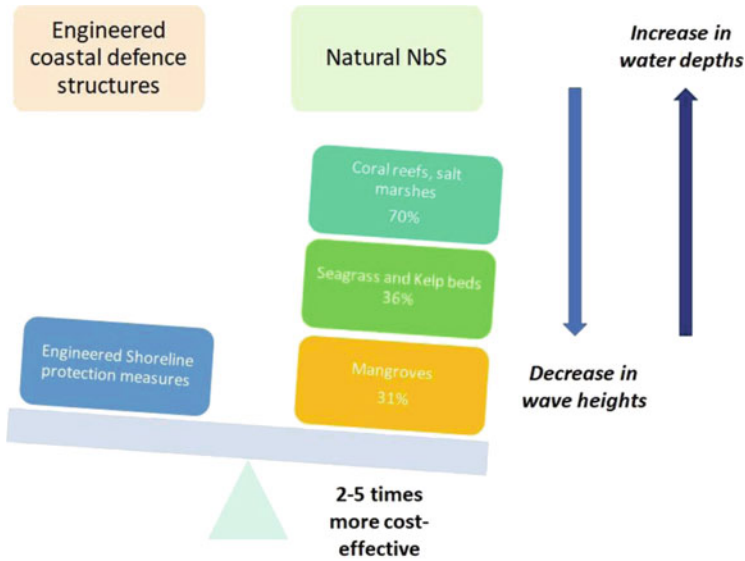 Engineered
coastal defence
structures
Natural NbS
Increase in
water depths
Coral reefs, salt
marshes
70%
Seagrass and Kelp beds
36%
Engineered Shoreline
protection measures
Mangroves
31%
Decrease in
wave heights
2-5 times
more cost-
effective